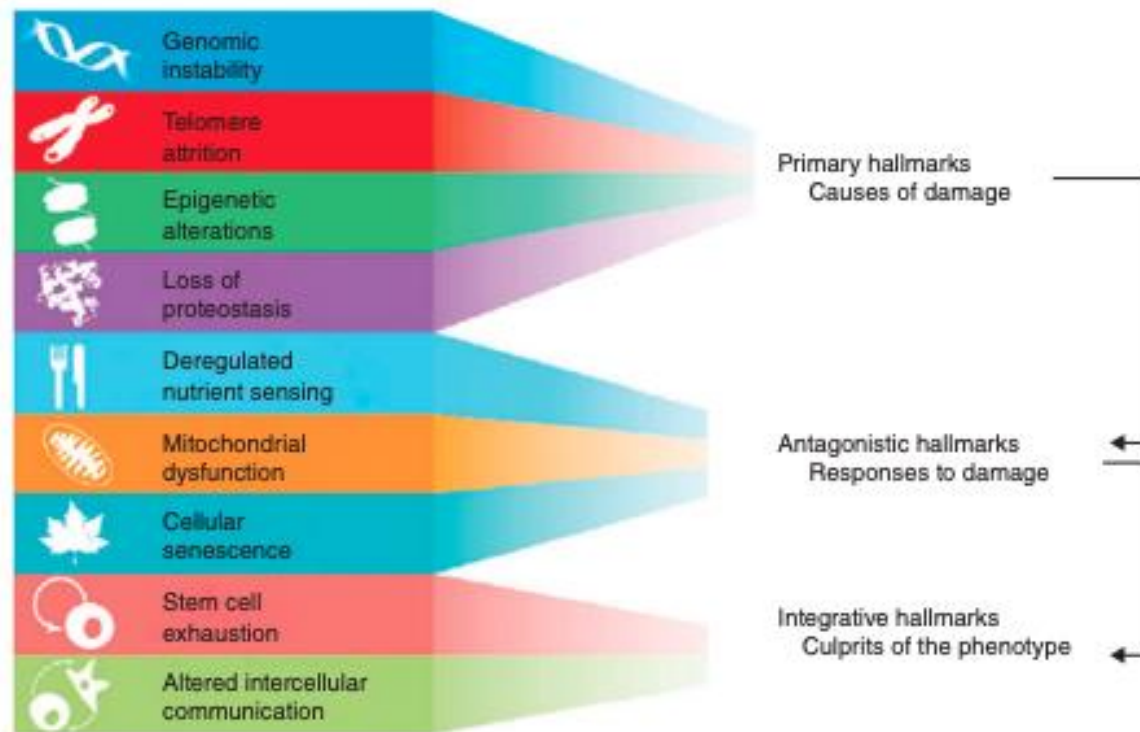 Genomic
instability
Telomare
attrition
Epigenetic
alterations
Loss of
proteostasis
Deregulated
nutrient sensing
Mitochondrial
dysfunction
Cellular
senescence
Stem cell
exhaustion
Altered intercellular
communication
Primary hallmarks
Causes of damage
Antagonistic hallmarks
Responses to damage
Integrative hallmarks
Culprits of the phenotype